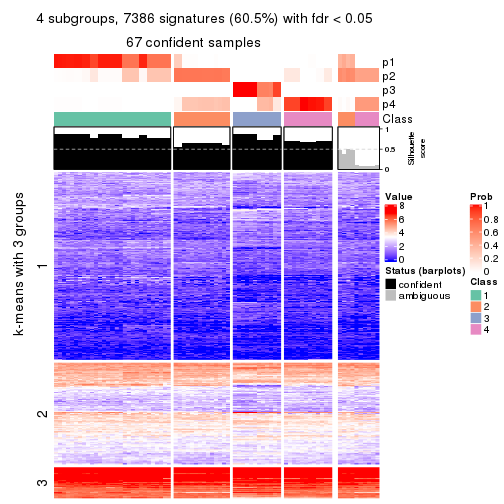 4 subgroups, 7386 signatures (60.5%) with fdr < 0.05
67 confident samples
p1
p2
p3
p4
Class
1
0.5
0
Silhouette
score
k-means with 3 groups
1
2
3
Value
8
6
4
2
0
Status (barplots)
confident
ambiguous
Prob
1
0.8
0.6
0.4
0.2
0
Class
1
2
3
4